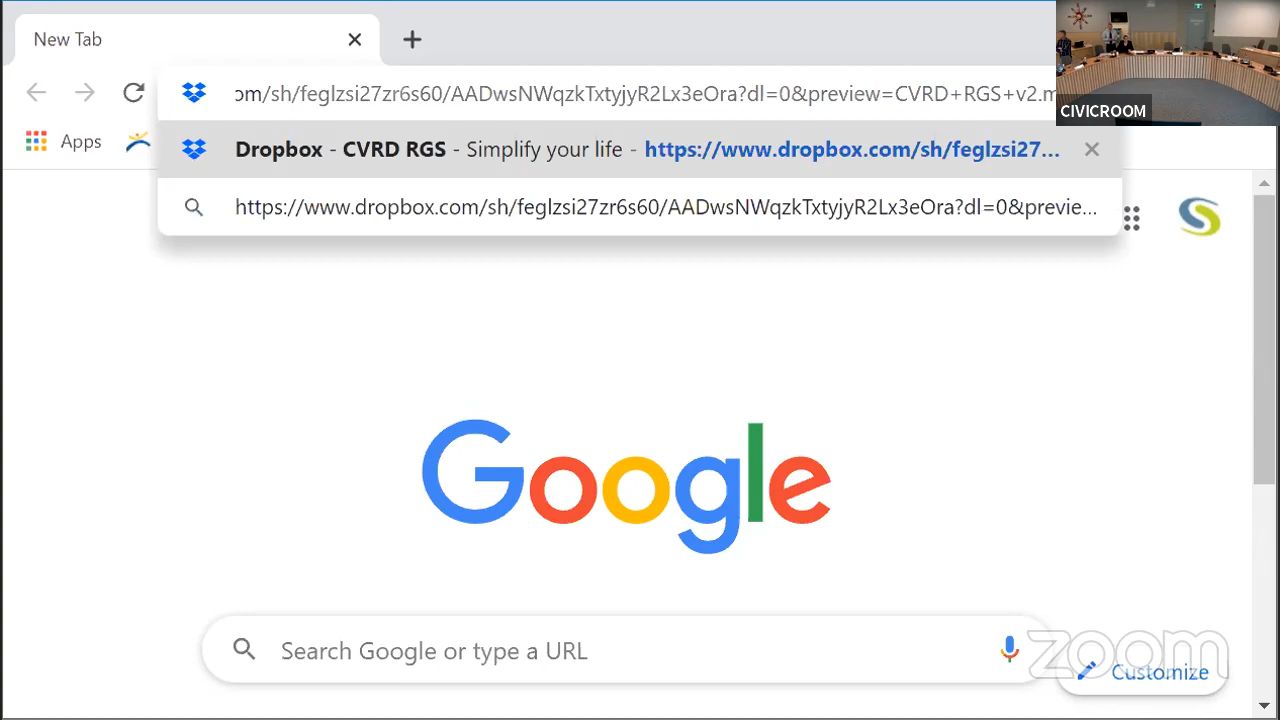 New Tab
om/sh/feglzsi27zr6s60/AADwsNWqzkTxtyjyR2Lx3eOra?dl=0&preview=CVRD+RGS+v2.m
CIVICROOM
Apps
Dropbox - CVRD RGS - Simplify your life - https://www.dropbox.com/sh/feglzsi27...
https://www.dropbox.com/sh/feglzsi27zr6s60/AADwsNWqzkTxtyjyR2Lx3eOra?dl=0&previe...
Google
Search Google or type a URL
zoom
Customize